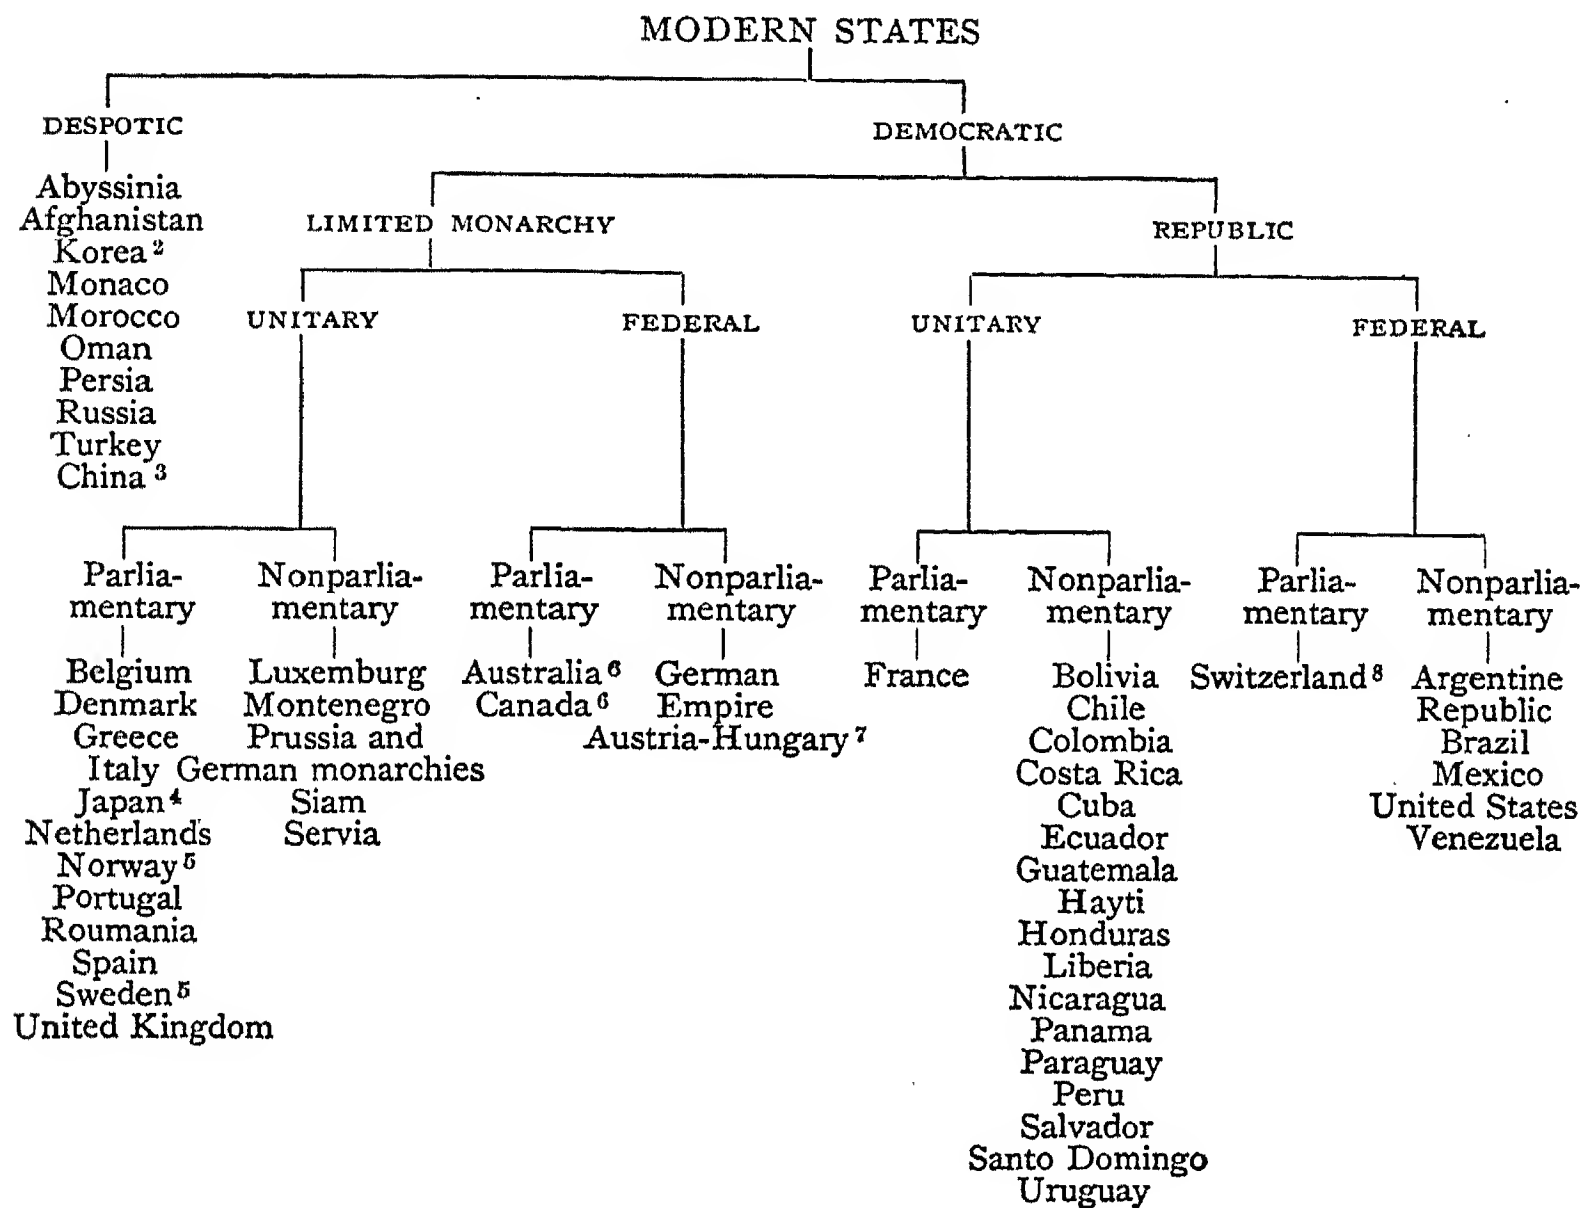 MODERN STATES
DESPOTIC
DEMOCRATIC
Abyssinia
Afghanistan
Korea ²
Monaco
Morocco
Oman
Persia
Russia
Turkey
China ³
LIMITED MONARCHY
REPUBLIC
UNITARY
FEDERAL
UNITARY
FEDERAL
Parlia-
mentary
Belgium
Denmark
Greece
Italy
Japan ⁴
Netherlands
Norway ⁵
Portugal
Roumania
Spain
Sweden ⁵
United Kingdom
Nonparlia-
mentary
Luxemburg
Montenegro
Prussia and
German monarchies
Siam
Servia
Parlia-
mentary
Australia ⁶
Canada ⁶
Nonparlia-
mentary
German
Empire
Austria-Hungary ⁷
Parlia-
mentary
France
Nonparlia-
mentary
Bolivia
Chile
Colombia
Costa Rica
Cuba
Ecuador
Guatemala
Hayti
Honduras
Liberia
Nicaragua
Panama
Paraguay
Peru
Salvador
Santo Domingo
Uruguay
Parlia-
mentary
Switzerland ⁸
Nonparlia-
mentary
Argentine
Republic
Brazil
Mexico
United States
Venezuela